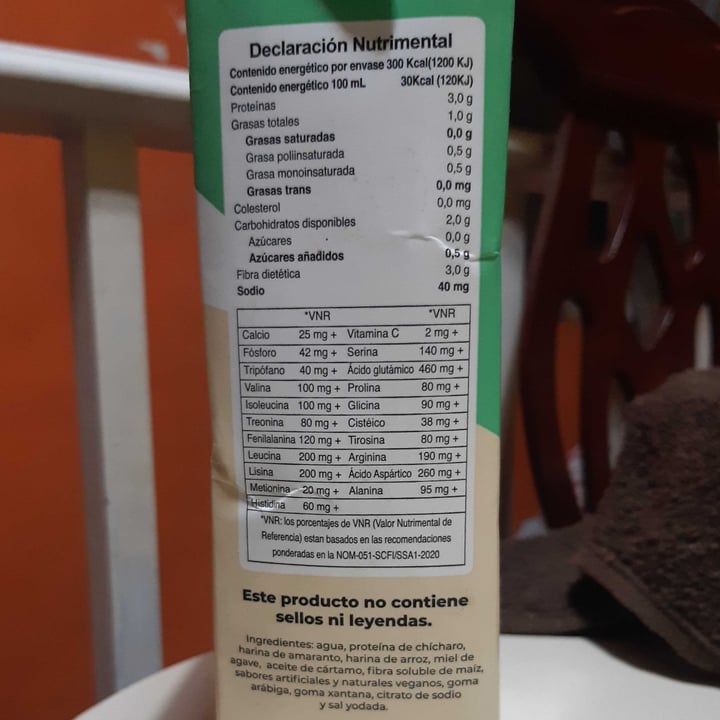 Declaración Nutrimental
Contenido energético por envase 300 Kcal(1200 KJ)
Contenido energético 100 mL 30Kcal (120KJ)
Proteínas 3,0 g
Grasas totales 1,0 g
Grasas saturadas 0,0 g
Grasa poliinsaturada 0,5 g
Grasa monoinsaturada 0,5 g
Grasas trans 0,0 mg
Colesterol 0,0 mg
Carbohidratos disponibles 2,0 g
Azúcares 0,0 g
Azúcares añadidos 0,5 g
Fibra dietética 3,0 g
Sodio 40 mg
*VNR *VNR
Calcio 25 mg + Vitamina C 2 mg +
Fósforo 42 mg + Serina 140 mg +
Tripófano 40 mg + Ácido glutámico 460 mg +
Valina 100 mg + Prolina 80 mg +
Isoleucina 100 mg + Glicina 90 mg +
Treonina 80 mg + Cistéico 38 mg +
Fenilalanina 120 mg + Tirosina 80 mg +
Leucina 200 mg + Arginina 190 mg +
Lisina 200 mg + Ácido Aspártico 260 mg +
Metionina 20 mg + Alanina 95 mg +
Histidina 60 mg +
*VNR: los porcentajes de VNR (Valor Nutrimental de
Referencia) estan basados en las recomendaciones
ponderadas en la NOM-051-SCFI/SSA1-2020
Este producto no contiene
sellos ni leyendas.
Ingredientes: agua, proteína de chícharo,
harina de amaranto, harina de arroz, miel de
agave, aceite de cártamo, fibra soluble de maíz,
sabores artificiales y naturales veganos, goma
arábiga, goma xantana, citrato de sodio
y sal yodada.